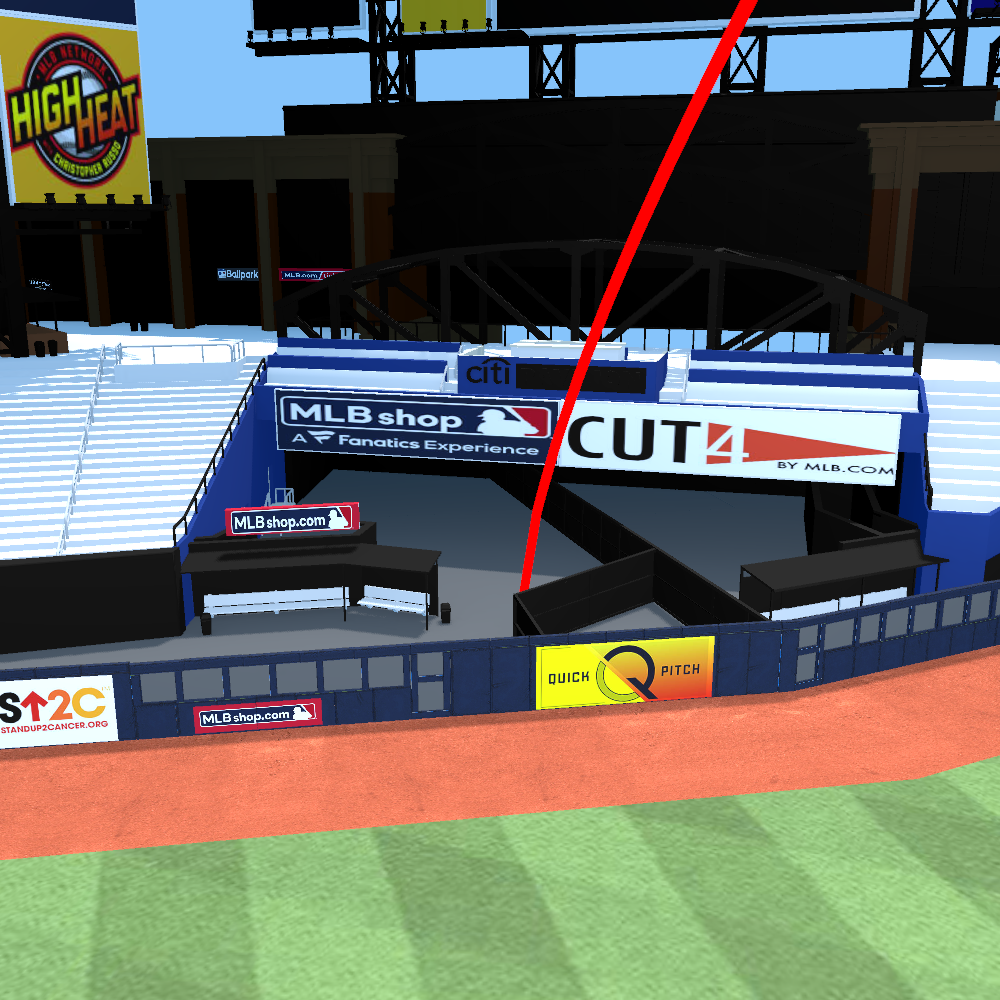 MLB NETWORK
HIGH HEAT
CHRISTOPHER RUSSO
Ballpark
MLB.com/
citi
MLB shop
A Fanatics Experience
CUT4
BY MLB.COM
MLBshop.com
QUICK Q PITCH
S↑2C
STANDUP2CANCER.ORG
MLBshop.com